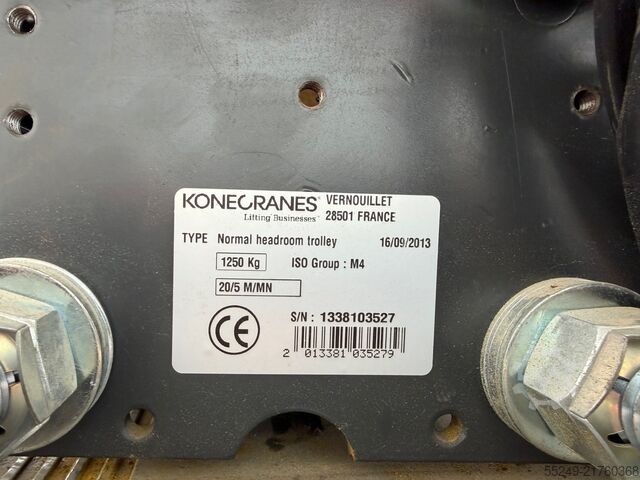 KONECRANES VERNOUILLET
Lifting Businesses 28501 FRANCE
TYPE Normal headroom trolley 16/09/2013
1250 Kg ISO Group : M4
20/5 M/MN
S/N : 1338103527
CE
2 013381 035279
55249-21760368